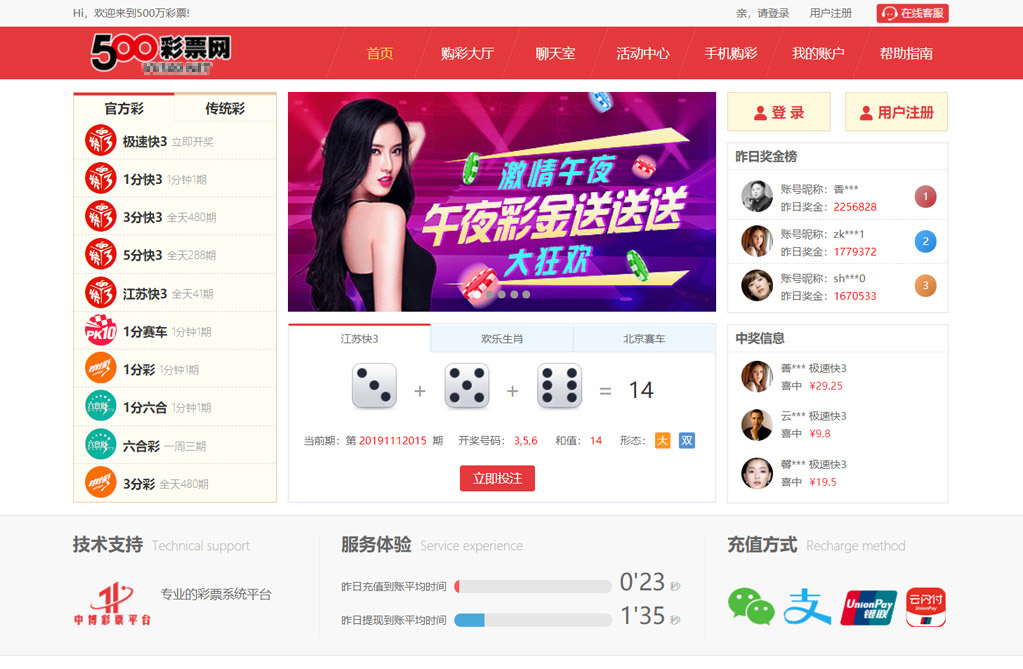 Hi，欢迎来到500万彩票!
亲，请登录 用户注册 在线客服
500彩票网
首页 购彩大厅 聊天室 活动中心 手机购彩 我的账户 帮助指南
官方彩 传统彩
极速快3 立即开奖
1分快3 1分钟1期
3分快3 全天480期
5分快3 全天288期
江苏快3 全天41期
PK10 1分赛车 1分钟1期
1分彩 1分钟1期
1分六合 1分钟1期
六合彩 一周三期
3分彩 全天480期
激情午夜
午夜彩金送送送
大狂欢
江苏快3 欢乐生肖 北京赛车
+ + = 14
当前期：第 20191112015 期 开奖号码：3,5,6 和值：14 形态：大 双
立即投注
登录 用户注册
昨日奖金榜
账号昵称：香***
昨日奖金：2256828
1
账号昵称：zk***1
昨日奖金：1779372
2
账号昵称：sh***0
昨日奖金：1670533
3
中奖信息
善*** 极速快3
喜中 ¥29.25
云*** 极速快3
喜中 ¥9.8
馨*** 极速快3
喜中 ¥19.5
技术支持 Technical support
中博彩票平台
专业的彩票系统平台
服务体验 Service experience
昨日充值到账平均时间 0'23 秒
昨日提现到账平均时间 1'35 秒
充值方式 Recharge method
支
UnionPay
银联
云闪付
UnionPay